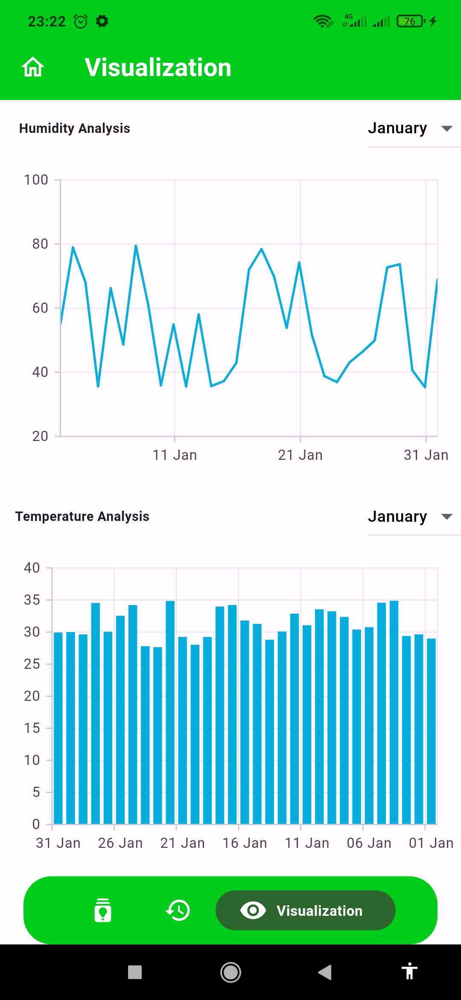 23:22
4G
76
Visualization
Humidity Analysis
January
100
80
60
40
20
11 Jan
21 Jan
31 Jan
Temperature Analysis
January
40
35
30
25
20
15
10
5
0
31 Jan
26 Jan
21 Jan
16 Jan
11 Jan
06 Jan
01 Jan
Visualization